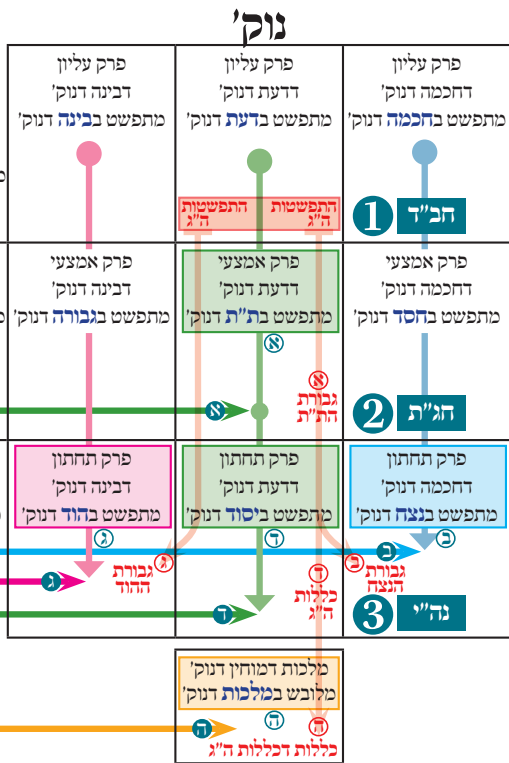 נוק'
פרק עליון
דחכמה דנוק'
מתפשט בחכמה דנוק'
פרק עליון
דדעת דנוק'
מתפשט בדעת דנוק'
פרק עליון
דבינה דנוק'
מתפשט בבינה דנוק'
חב"ד
1
התפשטות
ה"ג
התפשטות
ה"ג
פרק אמצעי
דחכמה דנוק'
מתפשט בחסד דנוק'
פרק אמצעי
דדעת דנוק'
מתפשט בת"ת דנוק'
א
פרק אמצעי
דבינה דנוק'
מתפשט בגבורה דנוק'
חג"ת
2
א
גבורת
הת"ת
א
פרק תחתון
דחכמה דנוק'
מתפשט בנצח דנוק'
ב
פרק תחתון
דדעת דנוק'
מתפשט ביסוד דנוק'
ד
פרק תחתון
דבינה דנוק'
מתפשט בהוד דנוק'
ג
ב
ב
גבורת
הנצח
נה"י
3
ד
כללות
ה"ג
ג
גבורת
ההוד
ג
ד
מלכות דמוחין דנוק'
מלובש במלכות דנוק'
ה
ה
ה
כללות דכללות ה"ג